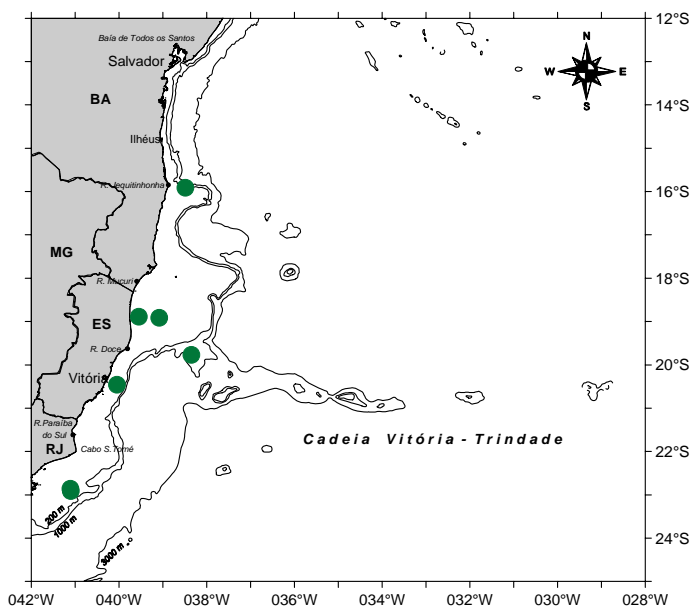 12°S
Baía de Todos os Santos
N
Salvador
W
E
BA
S
14°S
Ilhéus
R. Jequitinhonha
16°S
MG
R. Mucuri
18°S
ES
R. Doce
20°S
Vitória
R.Paraíba
do Sul
Cadeia Vitória - Trindade
RJ
Cabo S.Tomé
22°S
200 m
1000 m
3000 m
24°S
042°W
040°W
038°W
036°W
034°W
032°W
030°W
028°W